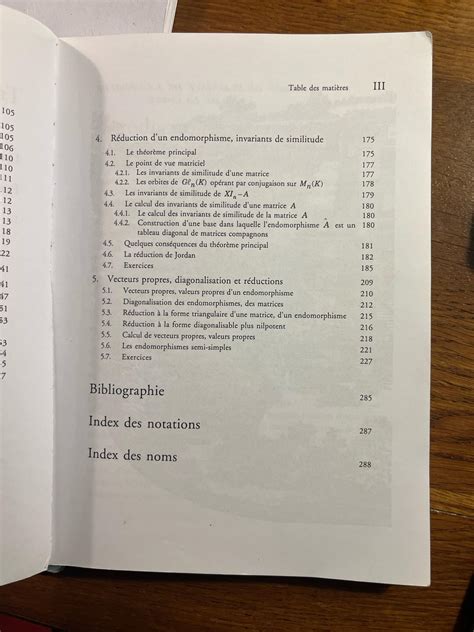 105
105
106
110
110
111
12
12
13
13
22
41
41
47
51
53
4
5
7
Table des matières III
4. Réduction d'un endomorphisme, invariants de similitude 175
4.1. Le théorème principal 175
4.2. Le point de vue matriciel 177
4.2.1. Les invariants de similitude d'une matrice 177
4.2.2. Les orbites de Gℓₙ(K) opérant par conjugaison sur Mₙ(K) 178
4.3. Les invariants de similitude de XIₙ – A 179
4.4. Le calcul des invariants de similitude d'une matrice A 180
4.4.1. Le calcul des invariants de similitude de la matrice A 180
4.4.2. Construction d'une base dans laquelle l'endomorphisme Â est un
tableau diagonal de matrices compagnons
4.5. Quelques conséquences du théorème principal 181
4.6. La réduction de Jordan 182
4.7. Exercices 185
5. Vecteurs propres, diagonalisation et réductions 209
5.1. Vecteurs propres, valeurs propres d'un endomorphisme 210
5.2. Diagonalisation des endomorphismes, des matrices 212
5.3. Réduction à la forme triangulaire d'une matrice, d'un endomorphisme 215
5.4. Réduction à la forme diagonalisable plus nilpotent 216
5.5. Calcul de vecteurs propres, valeurs propres 218
5.6. Les endomorphismes semi-simples 221
5.7. Exercices 227
Bibliographie 285
Index des notations 287
Index des noms 288